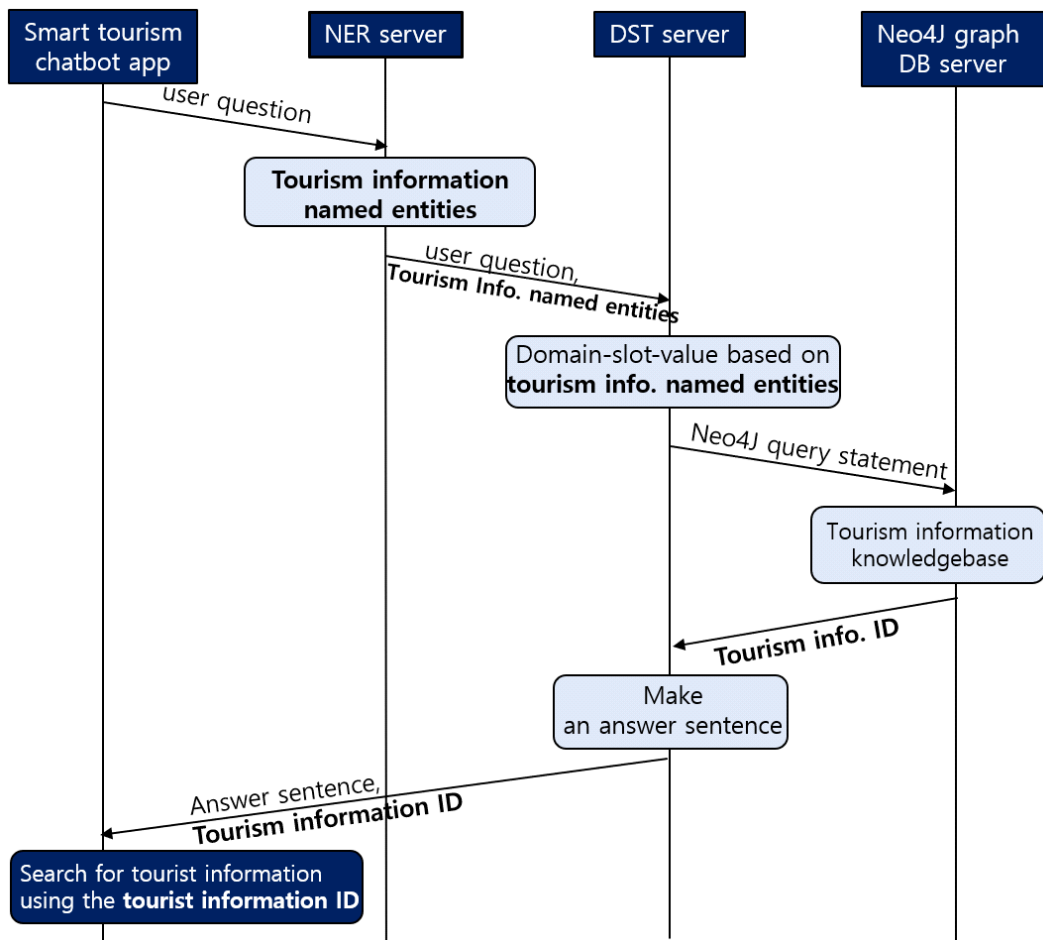 Smart tourism
chatbot app
NER server
DST server
Neo4J graph
DB server
user question
Tourism information
named entities
user question,
Tourism Info. named entities
Domain-slot-value based on
tourism info. named entities
Neo4J query statement
Tourism information
knowledgebase
Tourism info. ID
Make
an answer sentence
Answer sentence,
Tourism information ID
Search for tourist information
using the tourist information ID